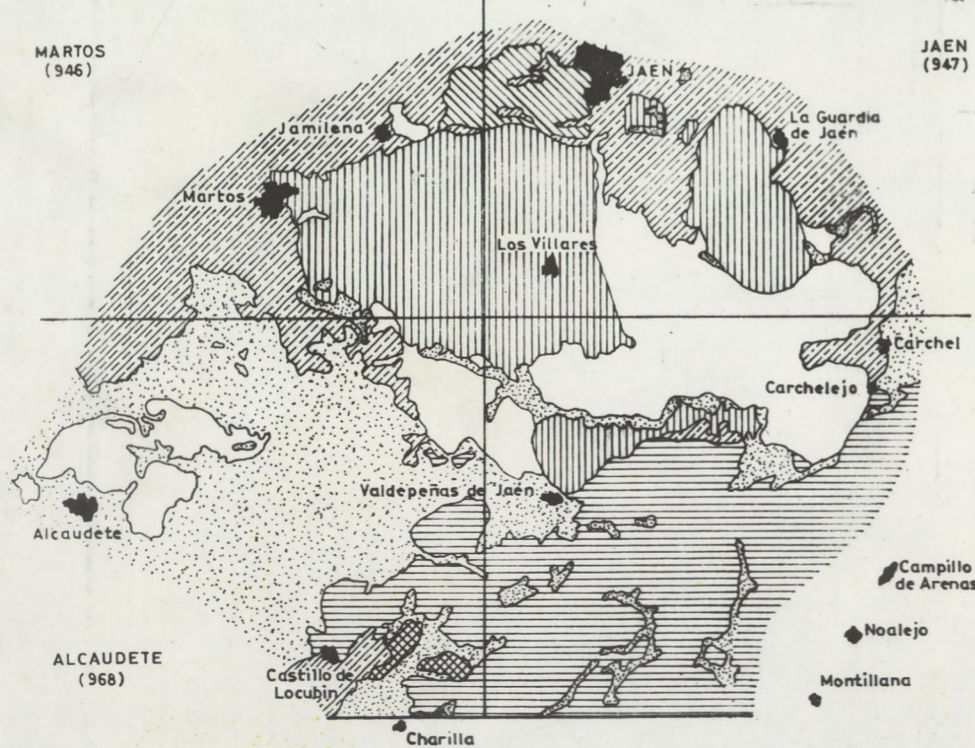 MARTOS
(946)
JAEN
(947)
JAEN
La Guardia
de Jaén
Jamilena
Martos
Los Villares
Carchel
Carchelejo
Valdepeñas de Jaén
Alcaudete
Campillo
de Arenas
Noalejo
ALCAUDETE
(968)
Castillo de
Locubín
Montillana
Charilla